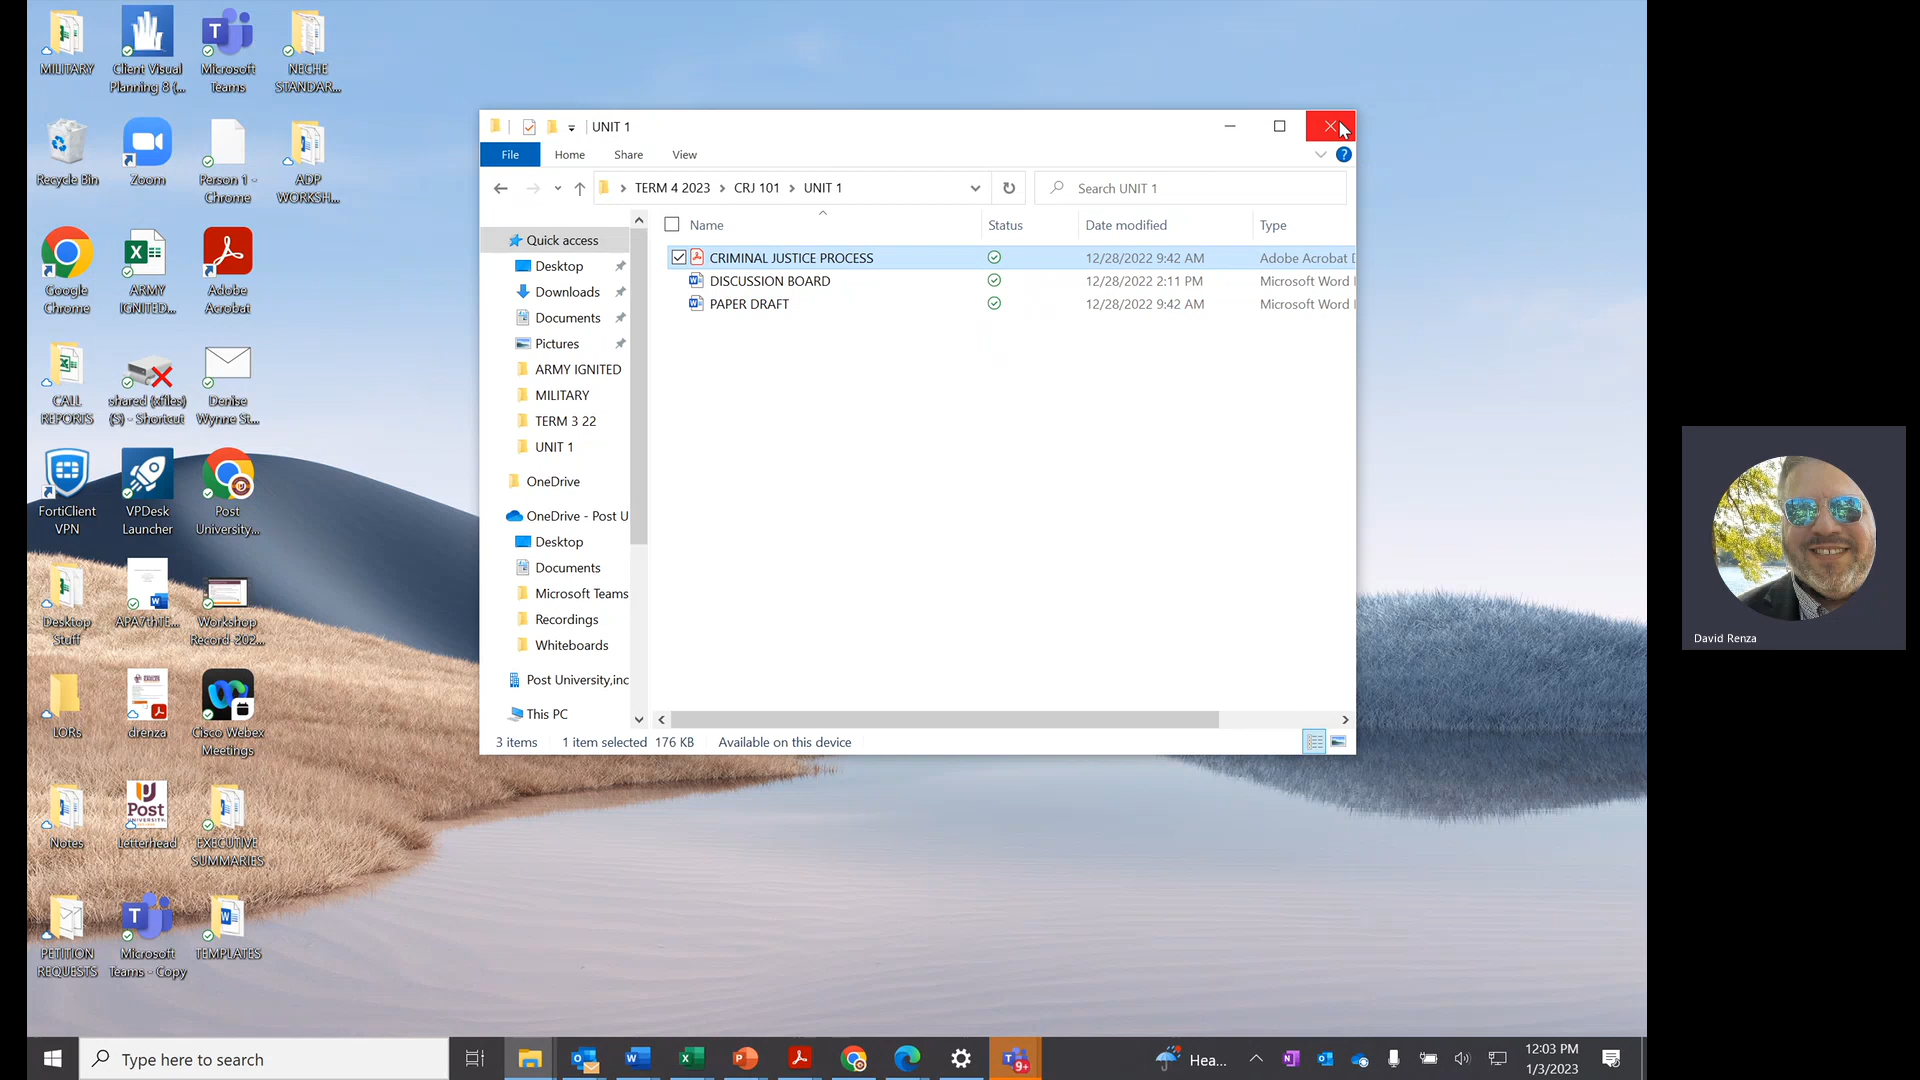 MILITARY
Client Visual
Planning 8 (...
Microsoft
Teams
NECHE
STANDAR...
Recycle Bin
Zoom
Person 1 -
Chrome
ADP
WORKSH...
Google
Chrome
ARMY
IGNITED...
Adobe
Acrobat
CALL
REPORTS
shared (xfiles)
(S) - Shortcut
Denise
Wynne St...
FortiClient
VPN
VPDesk
Launcher
Post
University...
Desktop
Stuff
APA7thTE...
Workshop
Record-202...
LORs
drenza
Cisco Webex
Meetings
Notes
Post
UNIVERSITY
Letterhead
EXECUTIVE
SUMMARIES
PETITION
REQUESTS
Microsoft
Teams - Copy
TEMPLATES
UNIT 1
File Home Share View
TERM 4 2023 > CRJ 101 > UNIT 1
Search UNIT 1
Name Status Date modified Type
CRIMINAL JUSTICE PROCESS 12/28/2022 9:42 AM Adobe Acrobat D
DISCUSSION BOARD 12/28/2022 2:11 PM Microsoft Word
PAPER DRAFT 12/28/2022 9:42 AM Microsoft Word
Quick access
Desktop
Downloads
Documents
Pictures
ARMY IGNITED
MILITARY
TERM 3 22
UNIT 1
OneDrive
OneDrive - Post U
Desktop
Documents
Microsoft Teams
Recordings
Whiteboards
Post University,inc
This PC
3 items 1 item selected 176 KB Available on this device
David Renza
Type here to search
9+
Hea...
12:03 PM
1/3/2023